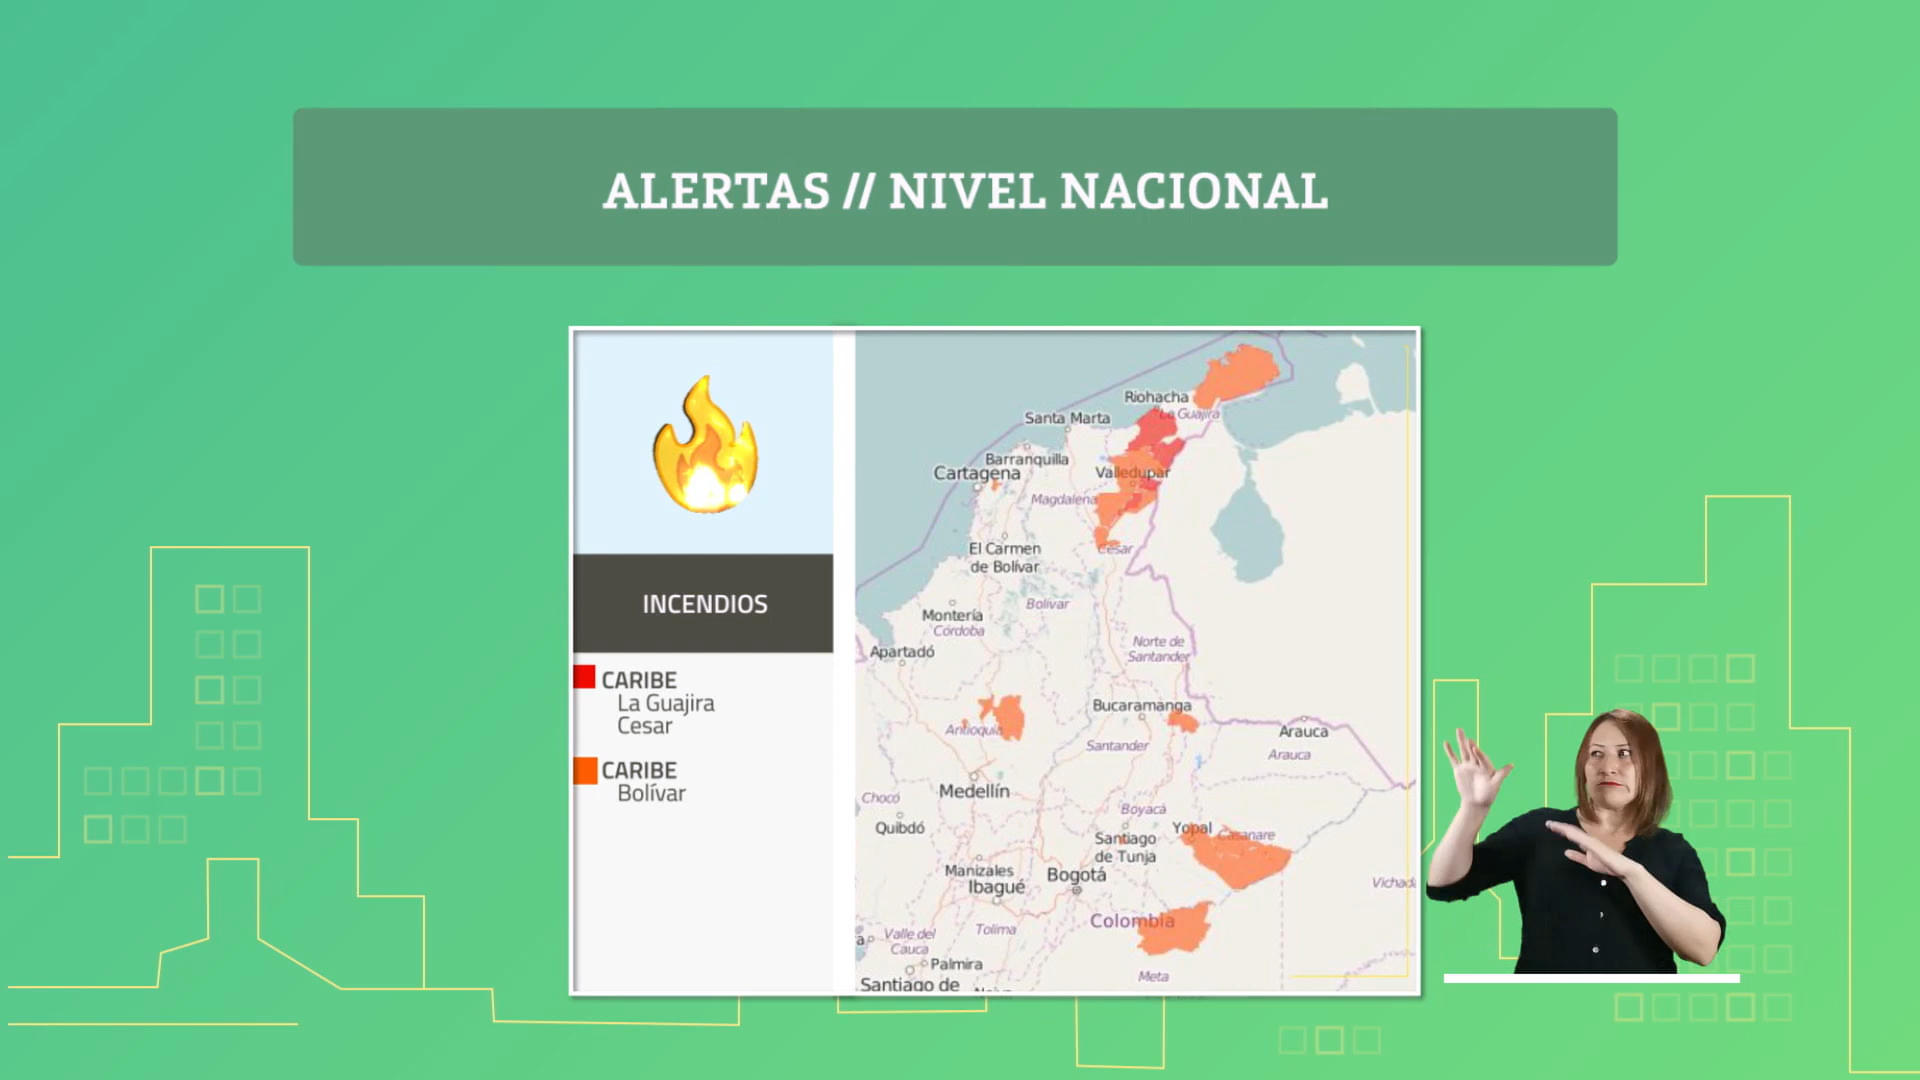 ALERTAS // NIVEL NACIONAL
INCENDIOS
CARIBE
La Guajira
Cesar
CARIBE
Bolívar
Riohacha
La Guajira
Santa Marta
Barranquilla
Cartagena
Valledupar
Magdalena
El Carmen
de Bolívar
Cesar
Bolívar
Montería
Córdoba
Apartadó
Norte de
Santander
Bucaramanga
Antioquia
Santander
Arauca
Arauca
Medellín
Chocó
Boyacá
Quibdó
Yopal
Casanare
Santiago
de Tunja
Manizales
Bogotá
Ibagué
Vichada
Colombia
Valle del
Cauca
Tolima
Palmira
Meta
Santiago de